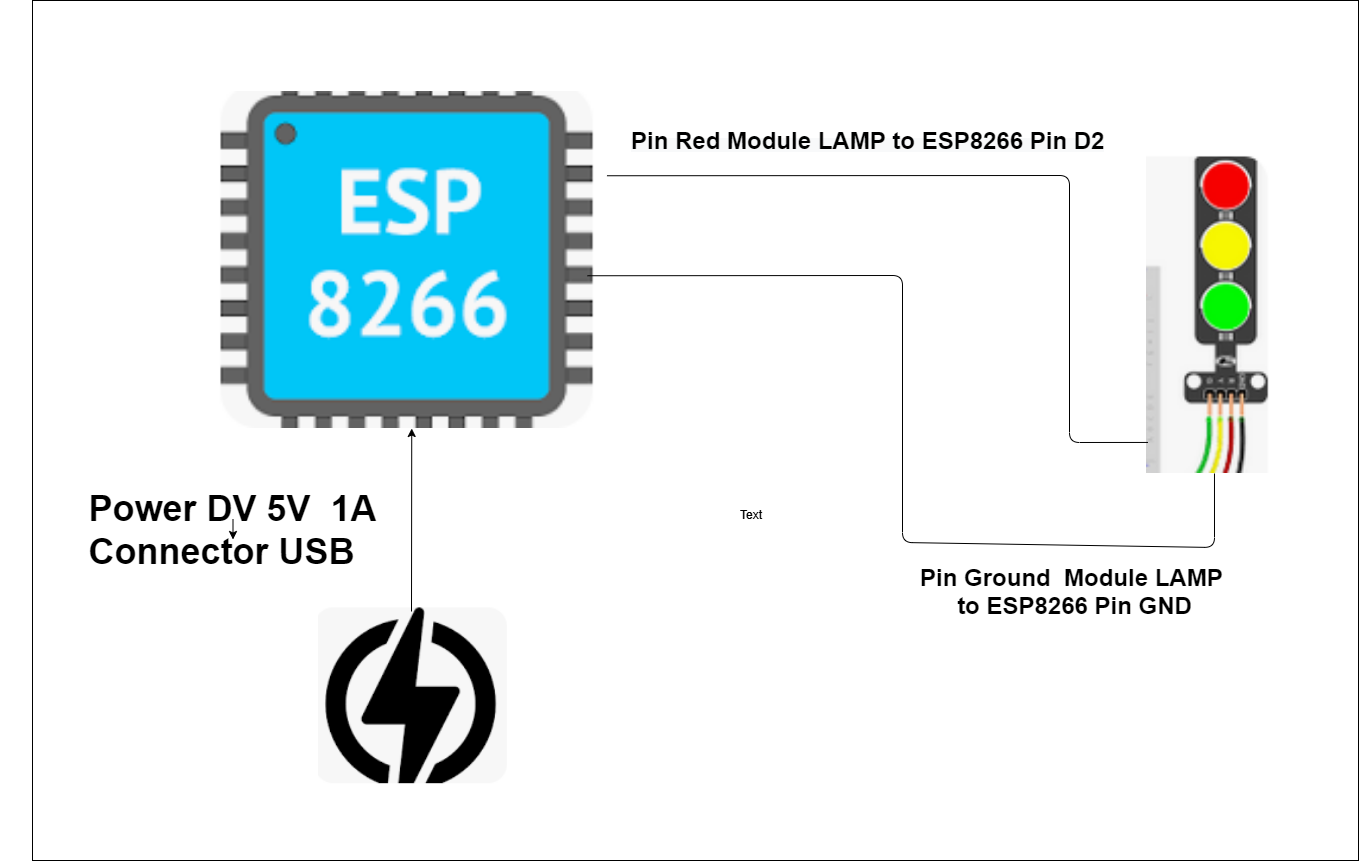 ESP
8266
Pin Red Module LAMP to ESP8266 Pin D2
Power DV 5V  1A
Connector USB
Text
Pin Ground  Module LAMP
to ESP8266 Pin GND